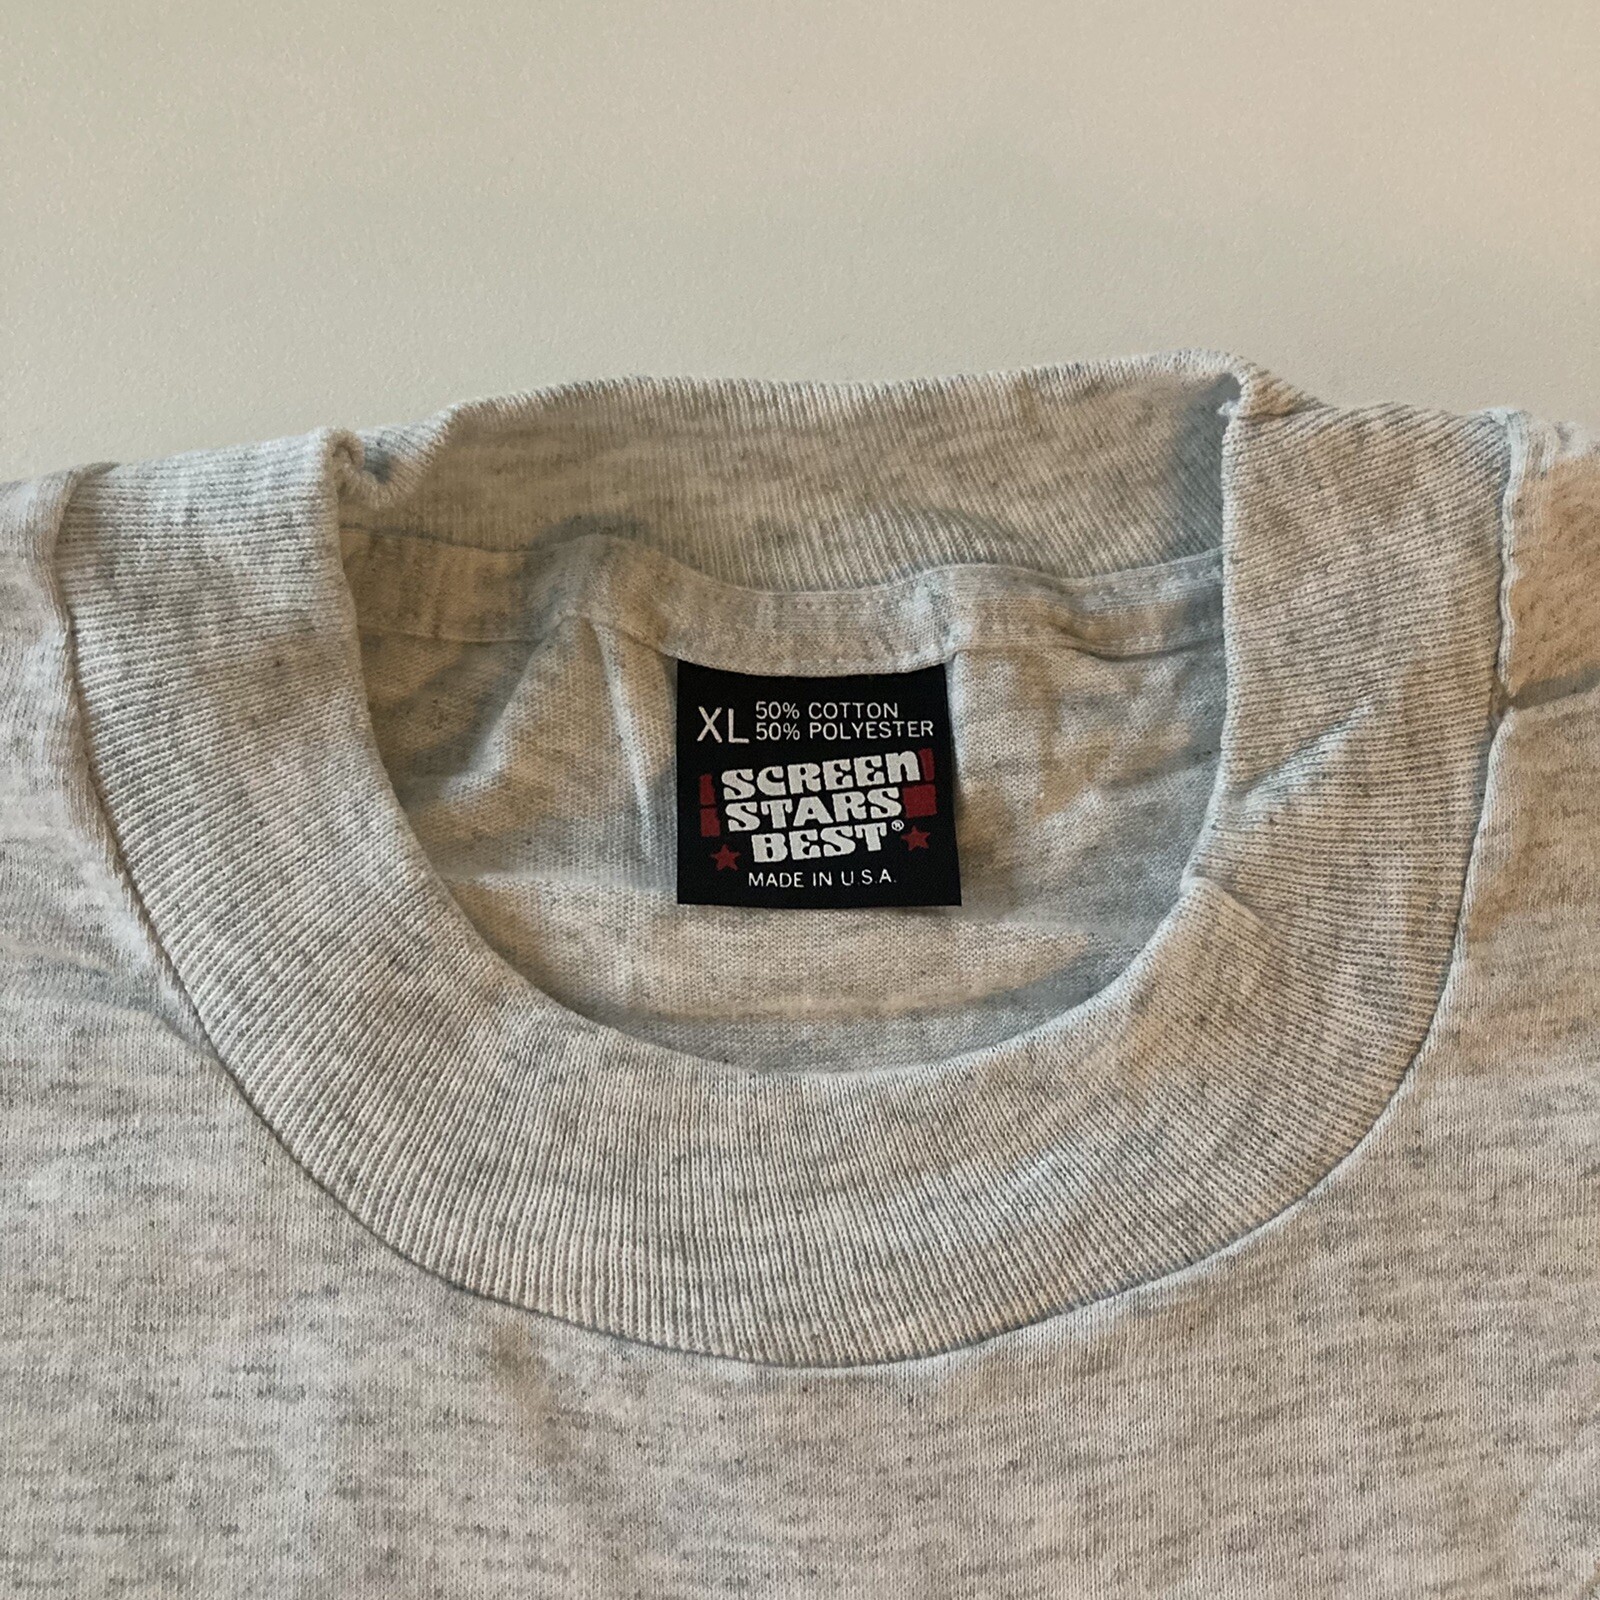 XL 50% COTTON
50% POLYESTER
SCREEN
STARS
BEST®
MADE IN U.S.A.